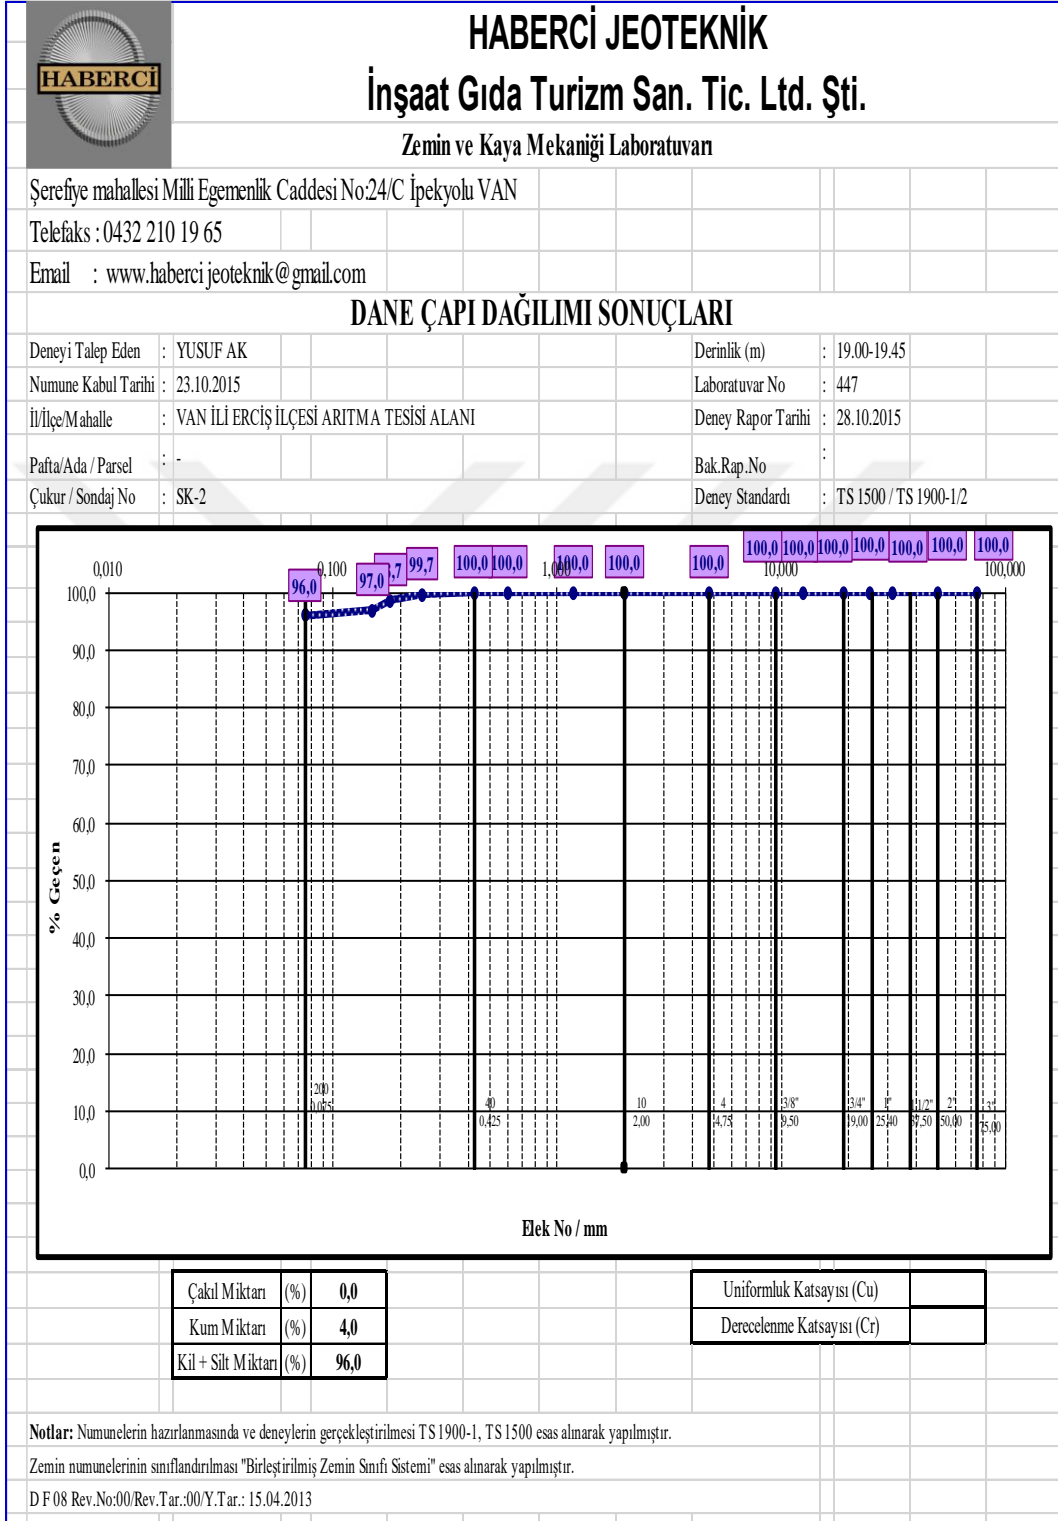 HABERCİ JEOTEKNİK
HABERCİ
İnşaat Gıda Turizm San. Tic. Ltd. Şti.
Zemin ve Kaya Mekaniği Laboratuvarı
Şerefiye mahallesi Milli Egemenlik Caddesi No:24/C İpekyolu VAN
Telefaks : 0432 210 19 65
Email : www.haberci jeoteknik@gmail.com
DANE ÇAPI DAĞILIMI SONUÇLARI
Deneyi Talep Eden : YUSUF AK Derinlik (m) : 19.00-19.45
Numune Kabul Tarihi : 23.10.2015 Laboratuvar No : 447
İl/İlçe/Mahalle : VAN İLİ ERCİŞ İLÇESİ ARITMA TESİSİ ALANI Deney Rapor Tarihi : 28.10.2015
Pafta/Ada / Parsel : - Bak.Rap.No :
Çukur / Sondaj No : SK-2 Deney Standardı : TS 1500 / TS 1900-1/2
96,0 97,0 ,7 99,7 100,0 100,0 100,0 100,0 100,0 100,0 100,0 100,0 100,0 100,0 100,0 100,0
0,010 0,100 1,000 10,000 100,000
100,0
90,0
80,0
70,0
60,0
50,0
40,0
30,0
20,0
10,0
0,0
% Geçen
200 40 10 4 3/8" 3/4" 1" 1 1/2" 2" 3"
0,075 0,425 2,00 4,75 9,50 19,00 25,40 37,50 50,00 75,00
Elek No / mm
Çakıl Miktarı (%) 0,0
Kum Miktarı (%) 4,0
Kil + Silt Miktarı (%) 96,0
Uniformluk Katsayısı (Cu)
Derecelenme Katsayısı (Cr)
Notlar: Numunelerin hazırlanmasında ve deneylerin gerçekleştirilmesi TS 1900-1, TS 1500 esas alınarak yapılmıştır.
Zemin numunelerinin sınıflandırılması "Birleştirilmiş Zemin Sınıfı Sistemi" esas alınarak yapılmıştır.
D F 08 Rev.No:00/Rev.Tar.:00/Y.Tar.: 15.04.2013